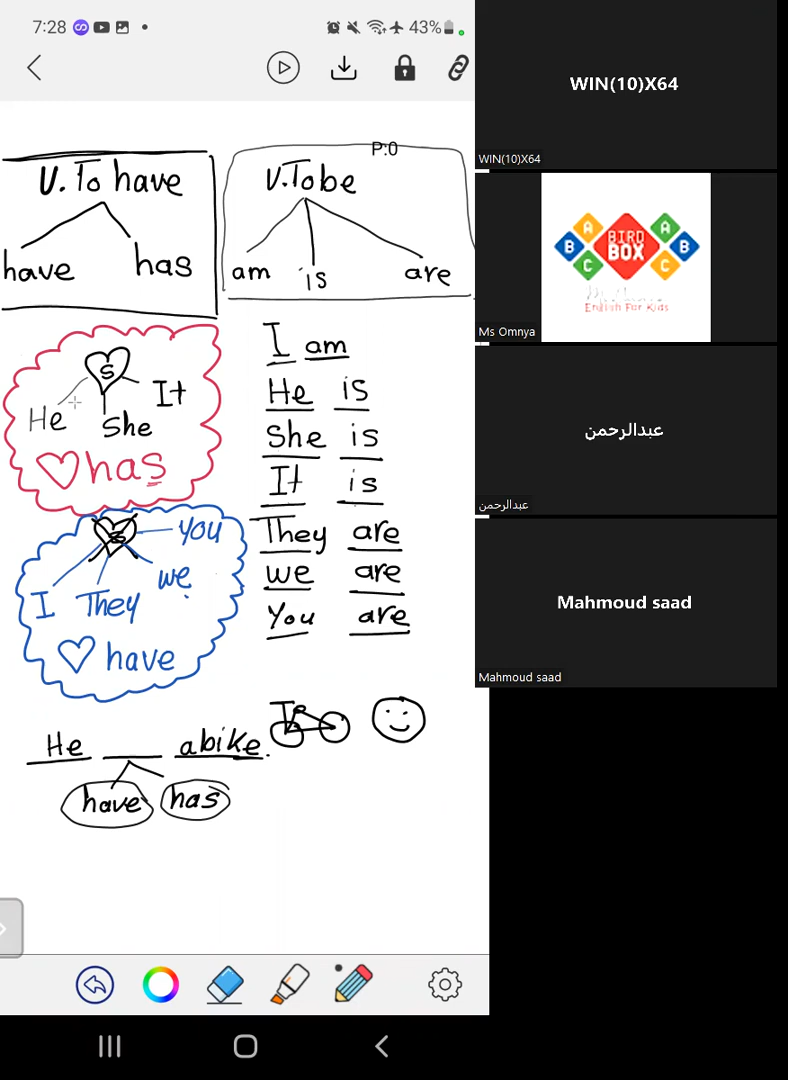 7:28
43%
P:0
V. To have
have has
V. To be
am is are
S
He She It
has
S
I They we You
have
I am
He is
She is
It is
They are
we are
You are
He ___ a bike.
have has
WIN(10)X64
WIN(10)X64
A B C
BIRD
BOX
A B C
English For Kids
Ms Omnya
عبدالرحمن
عبدالرحمن
Mahmoud saad
Mahmoud saad